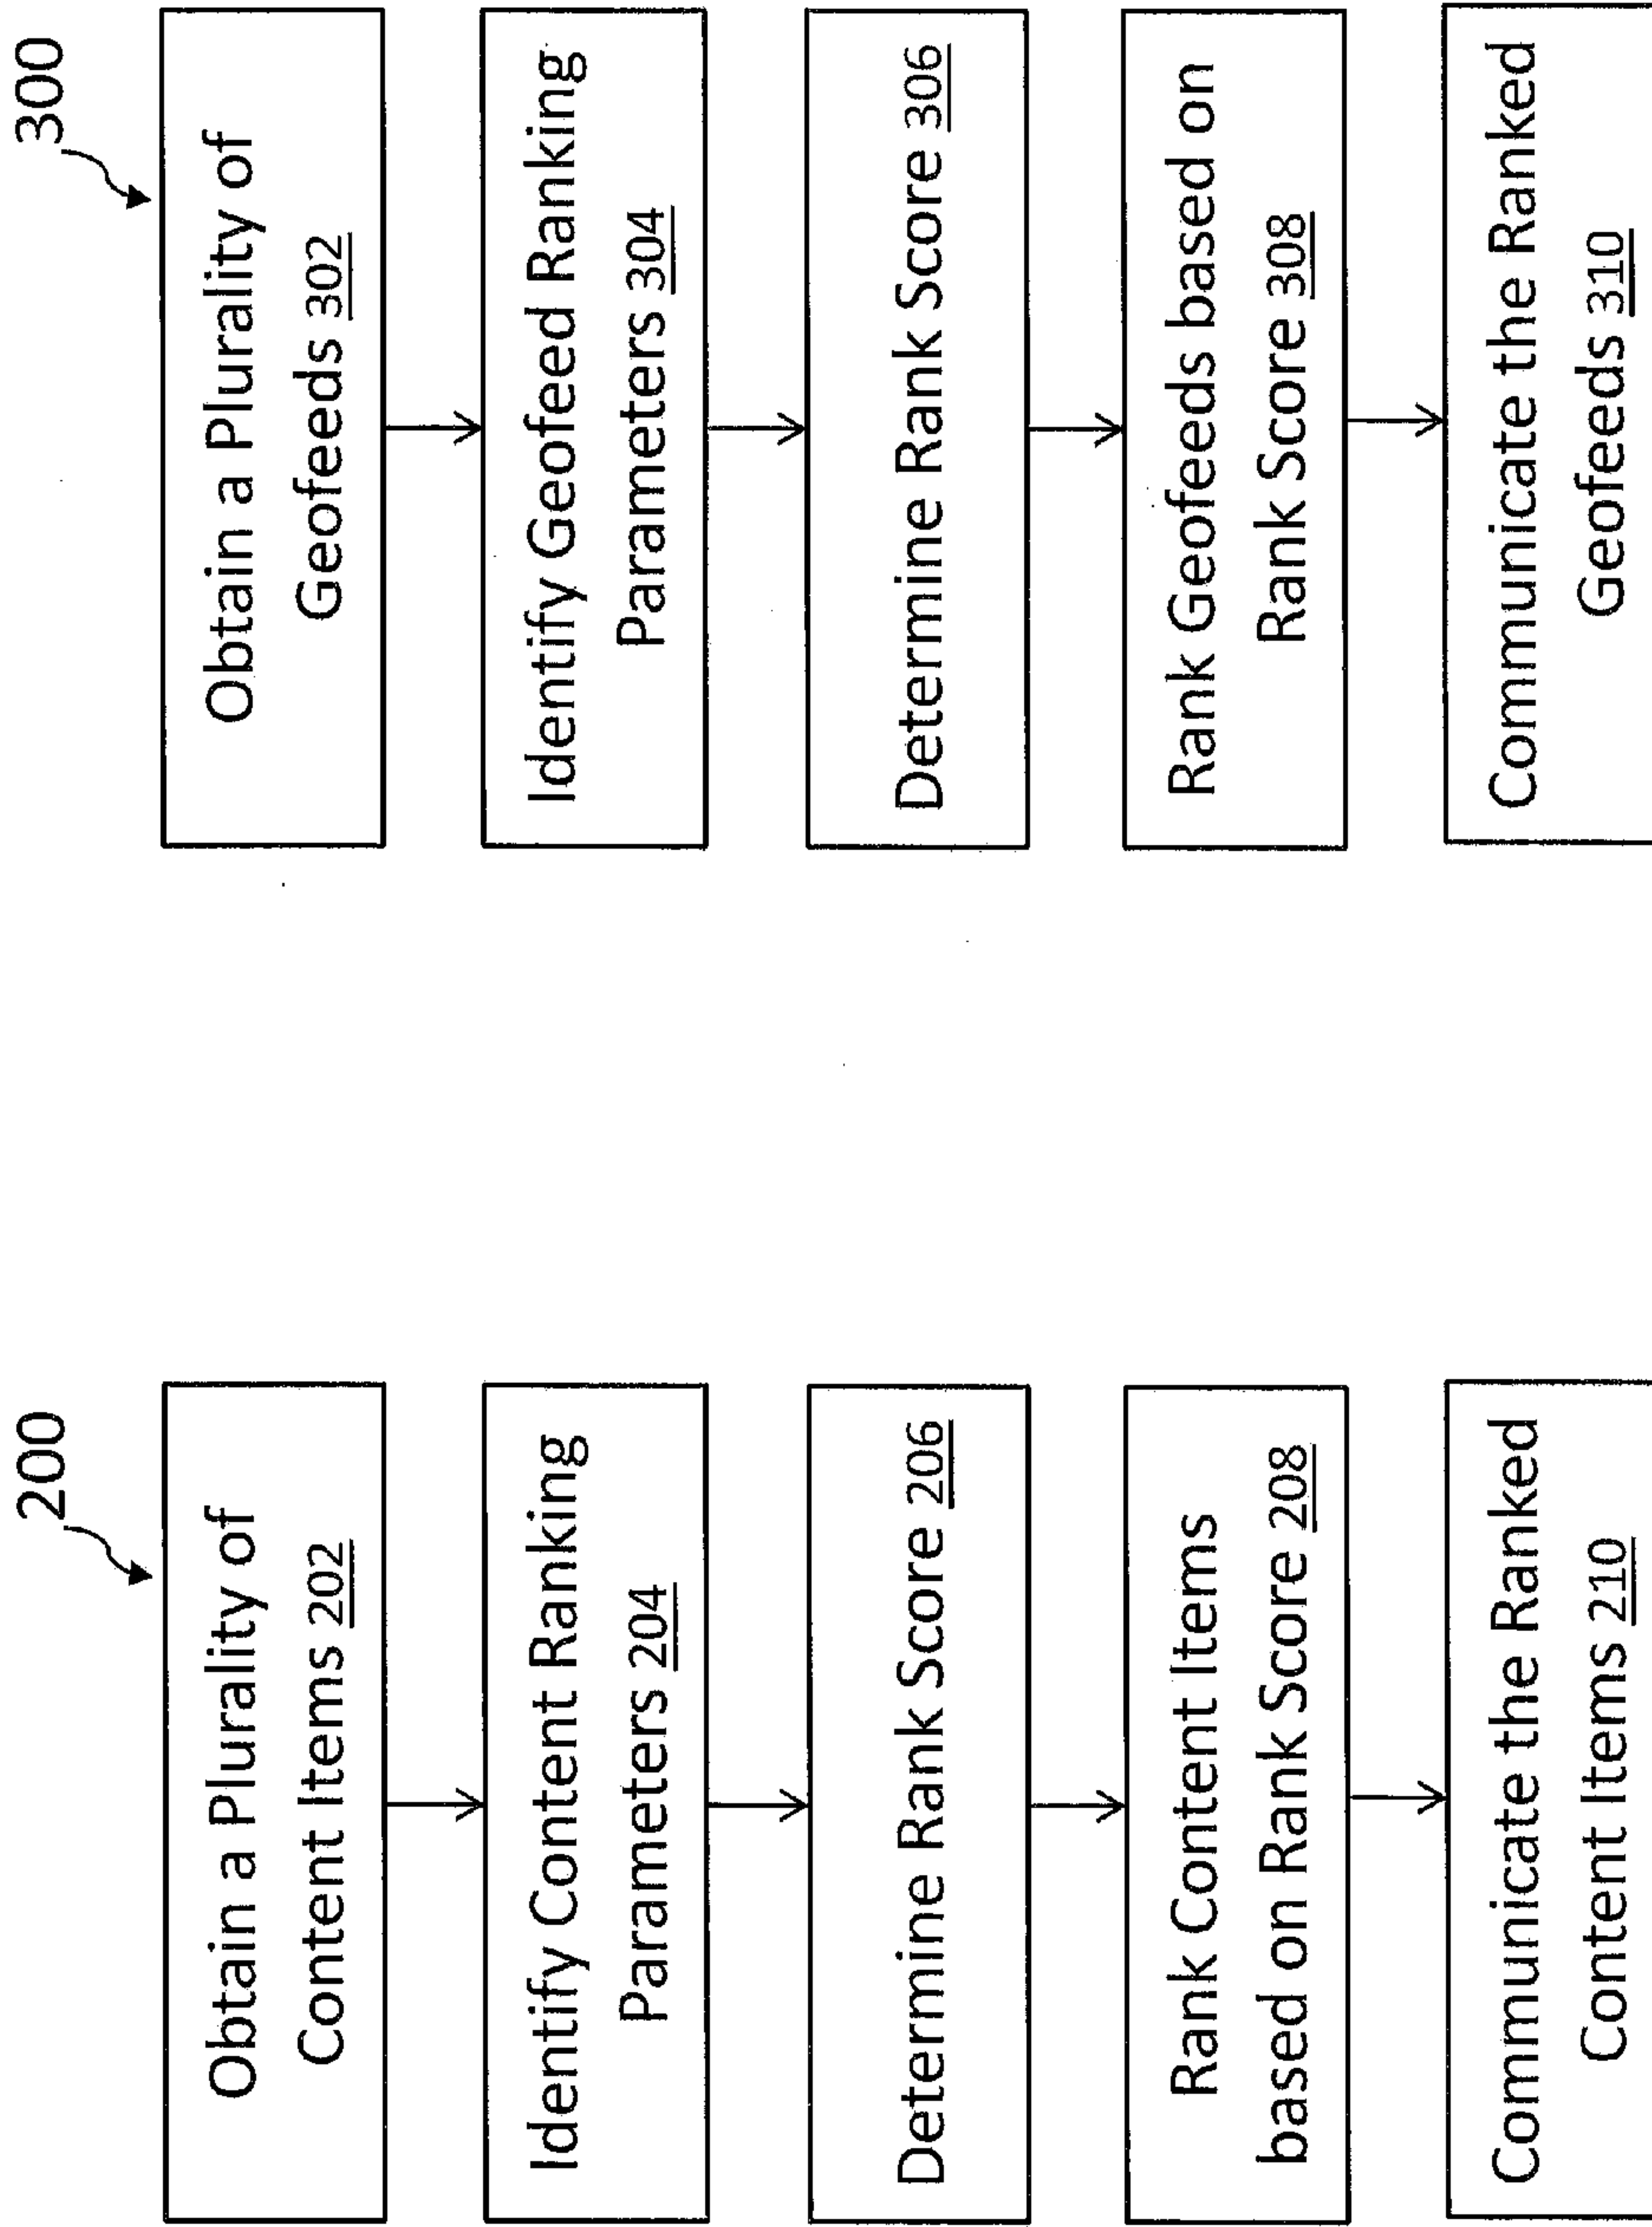 200
Obtain a Plurality of
Content Items 202
Identify Content Ranking
Parameters 204
Determine Rank Score 206
Rank Content Items
based on Rank Score 208
Communicate the Ranked
Content Items 210
300
Obtain a Plurality of
Geofeeds 302
Identify Geofeed Ranking
Parameters 304
Determine Rank Score 306
Rank Geofeeds based on
Rank Score 308
Communicate the Ranked
Geofeeds 310